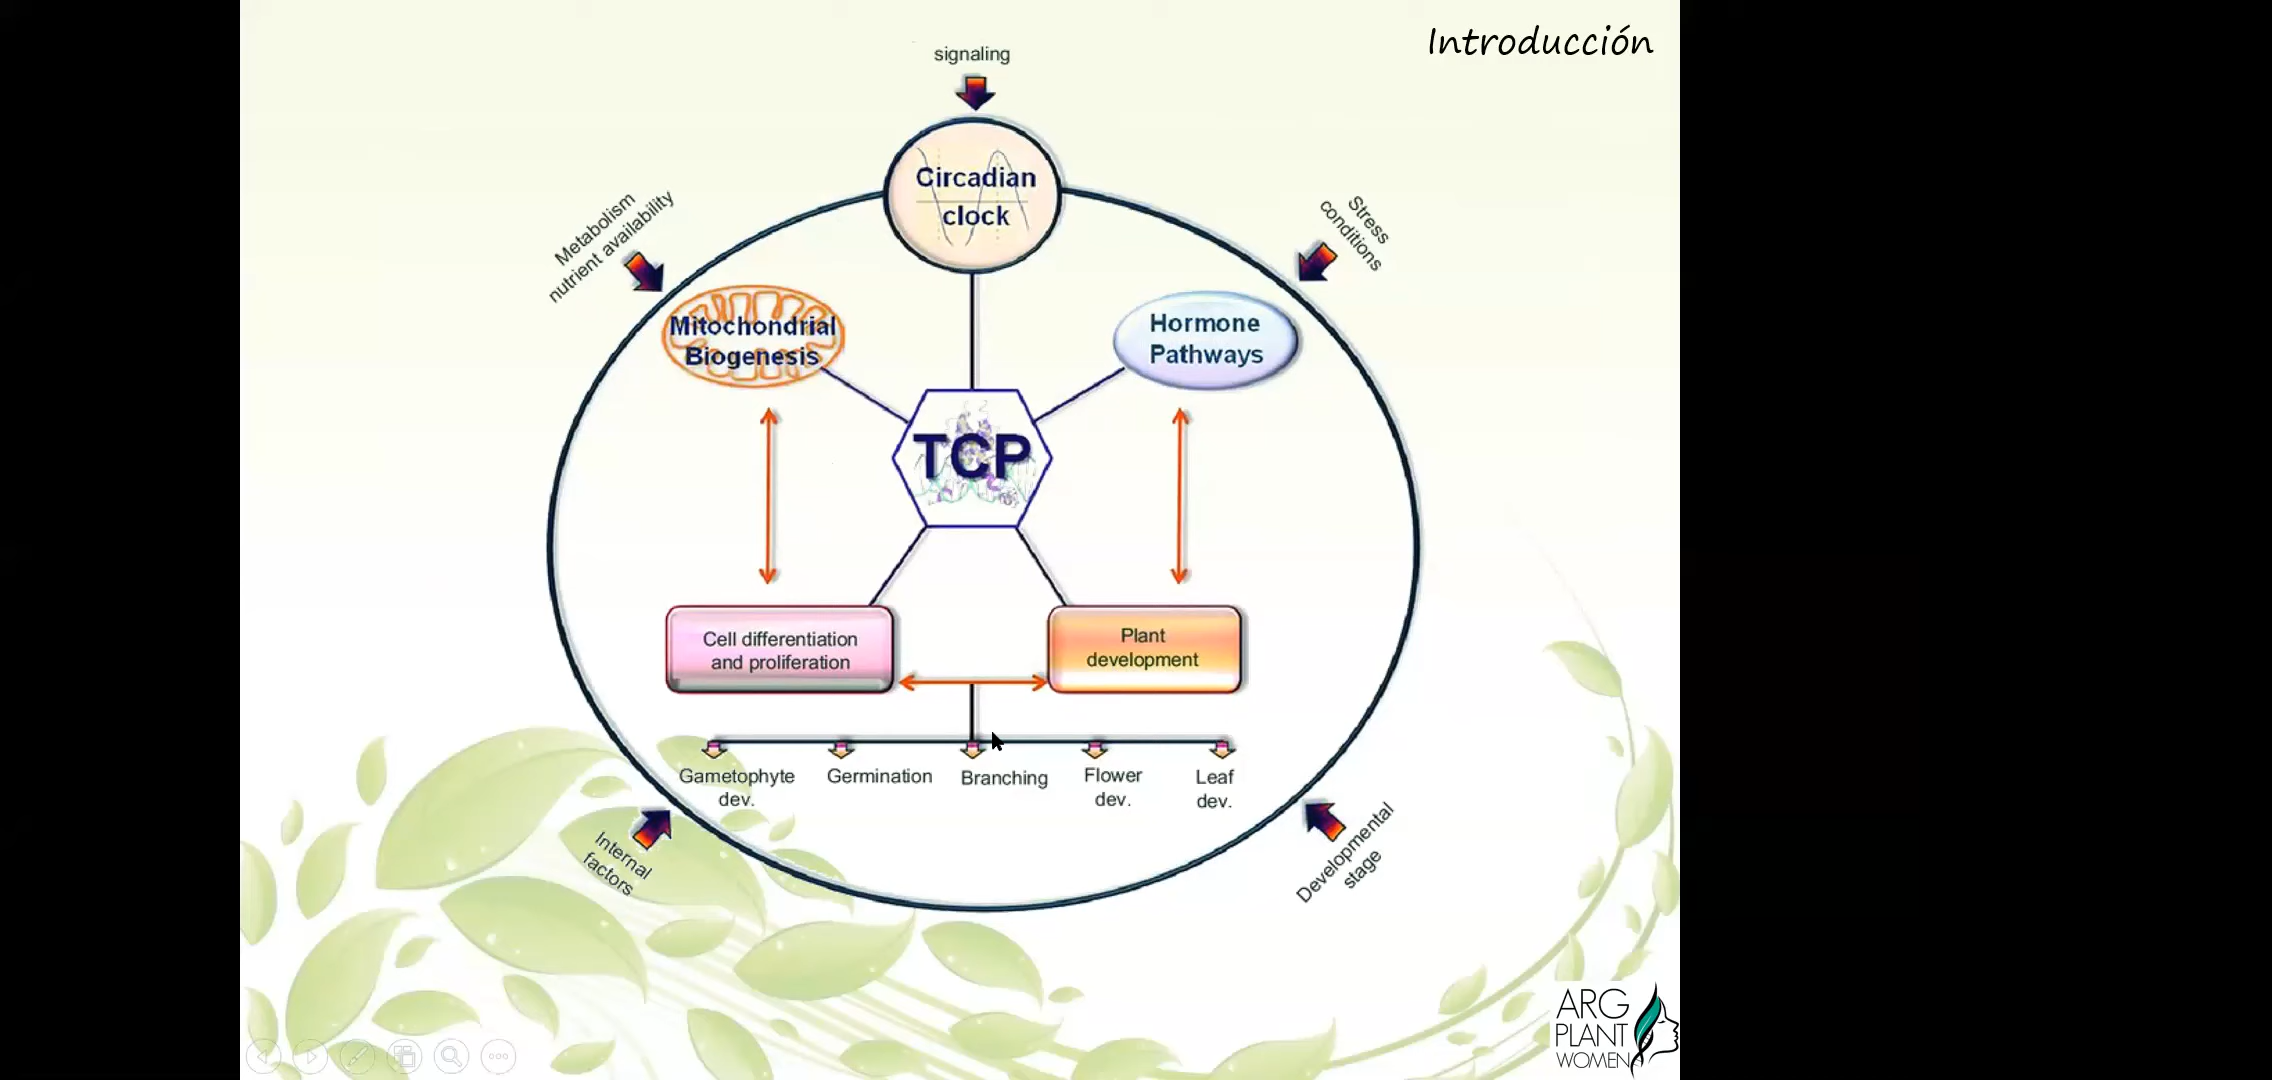 Introducción
signaling
Circadian
clock
Metabolism
nutrient availability
Stress
conditions
Mitochondrial
Biogenesis
Hormone
Pathways
TCP
Cell differentiation
and proliferation
Plant
development
Gametophyte
dev.
Germination
Branching
Flower
dev.
Leaf
dev.
Internal
factors
Developmental
stage
ARG
PLANT
WOMEN